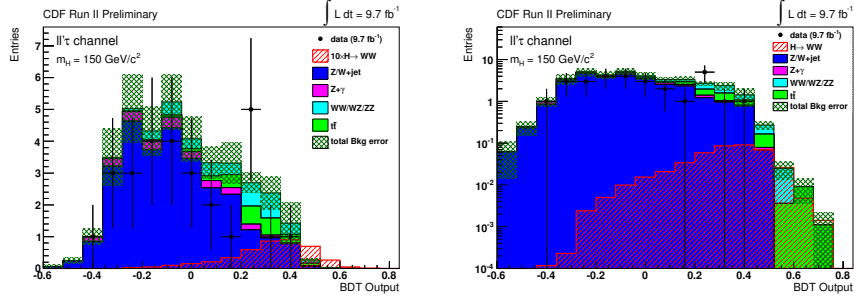 CDF Run II Preliminary
∫ L dt = 9.7 fb⁻¹
Entries
ll'τ channel
m_H = 150 GeV/c²
data (9.7 fb⁻¹)
10×H→ WW
Z/W+jet
Z+γ
WW/WZ/ZZ
tt̄
total Bkg error
7
6
5
4
3
2
1
0
-0.6 -0.4 -0.2 0 0.2 0.4 0.6 0.8
BDT Output
CDF Run II Preliminary
∫ L dt = 9.7 fb⁻¹
Entries
ll'τ channel
m_H = 150 GeV/c²
data (9.7 fb⁻¹)
H→ WW
Z/W+jet
Z+γ
WW/WZ/ZZ
tt̄
total Bkg error
10²
10
1
10⁻¹
10⁻²
10⁻³
10⁻⁴
-0.6 -0.4 -0.2 0 0.2 0.4 0.6 0.8
BDT Output